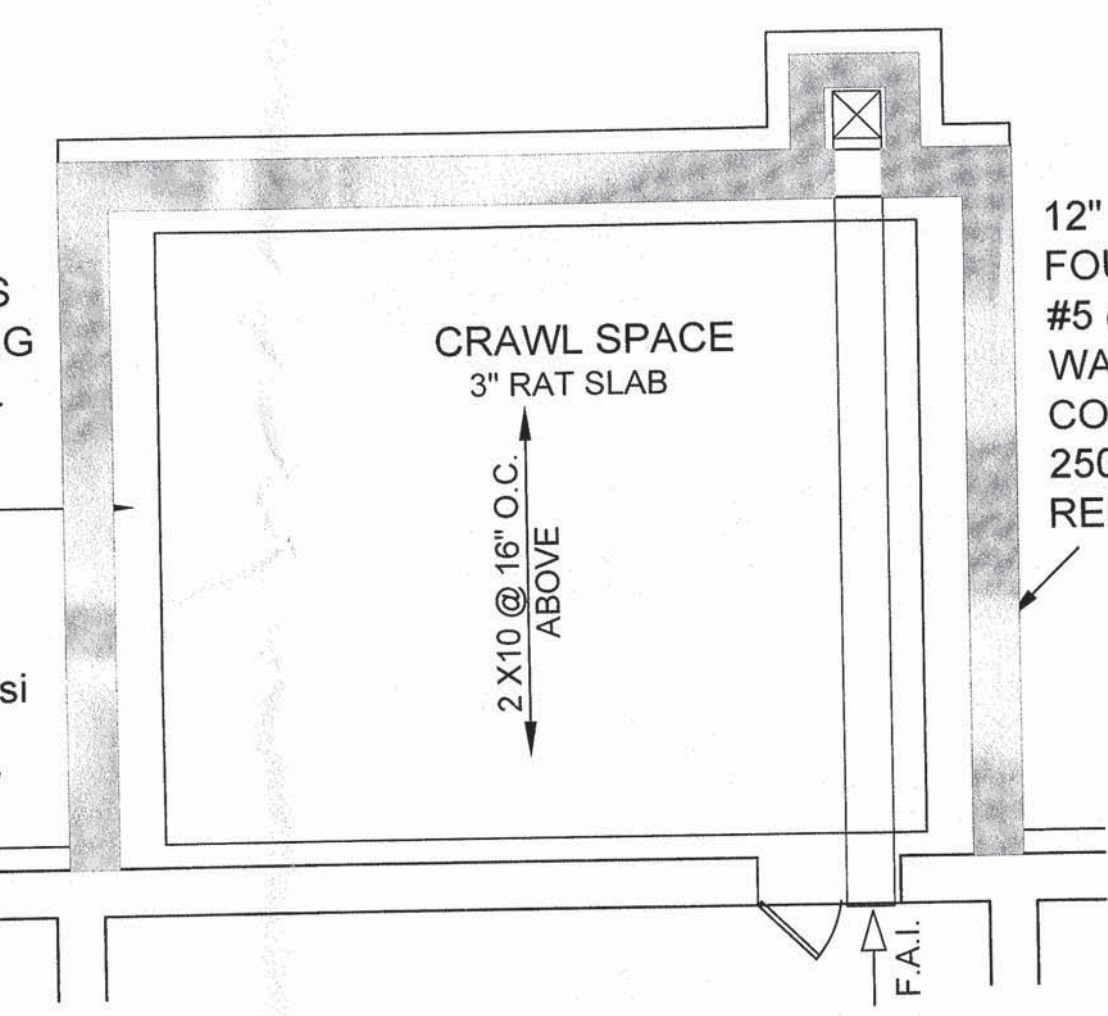 S
G
CRAWL SPACE
3" RAT SLAB
2 X10 @ 16" O.C.
ABOVE
12"
FOU
#5
WA
CO
250
RE
si
F.A.I.